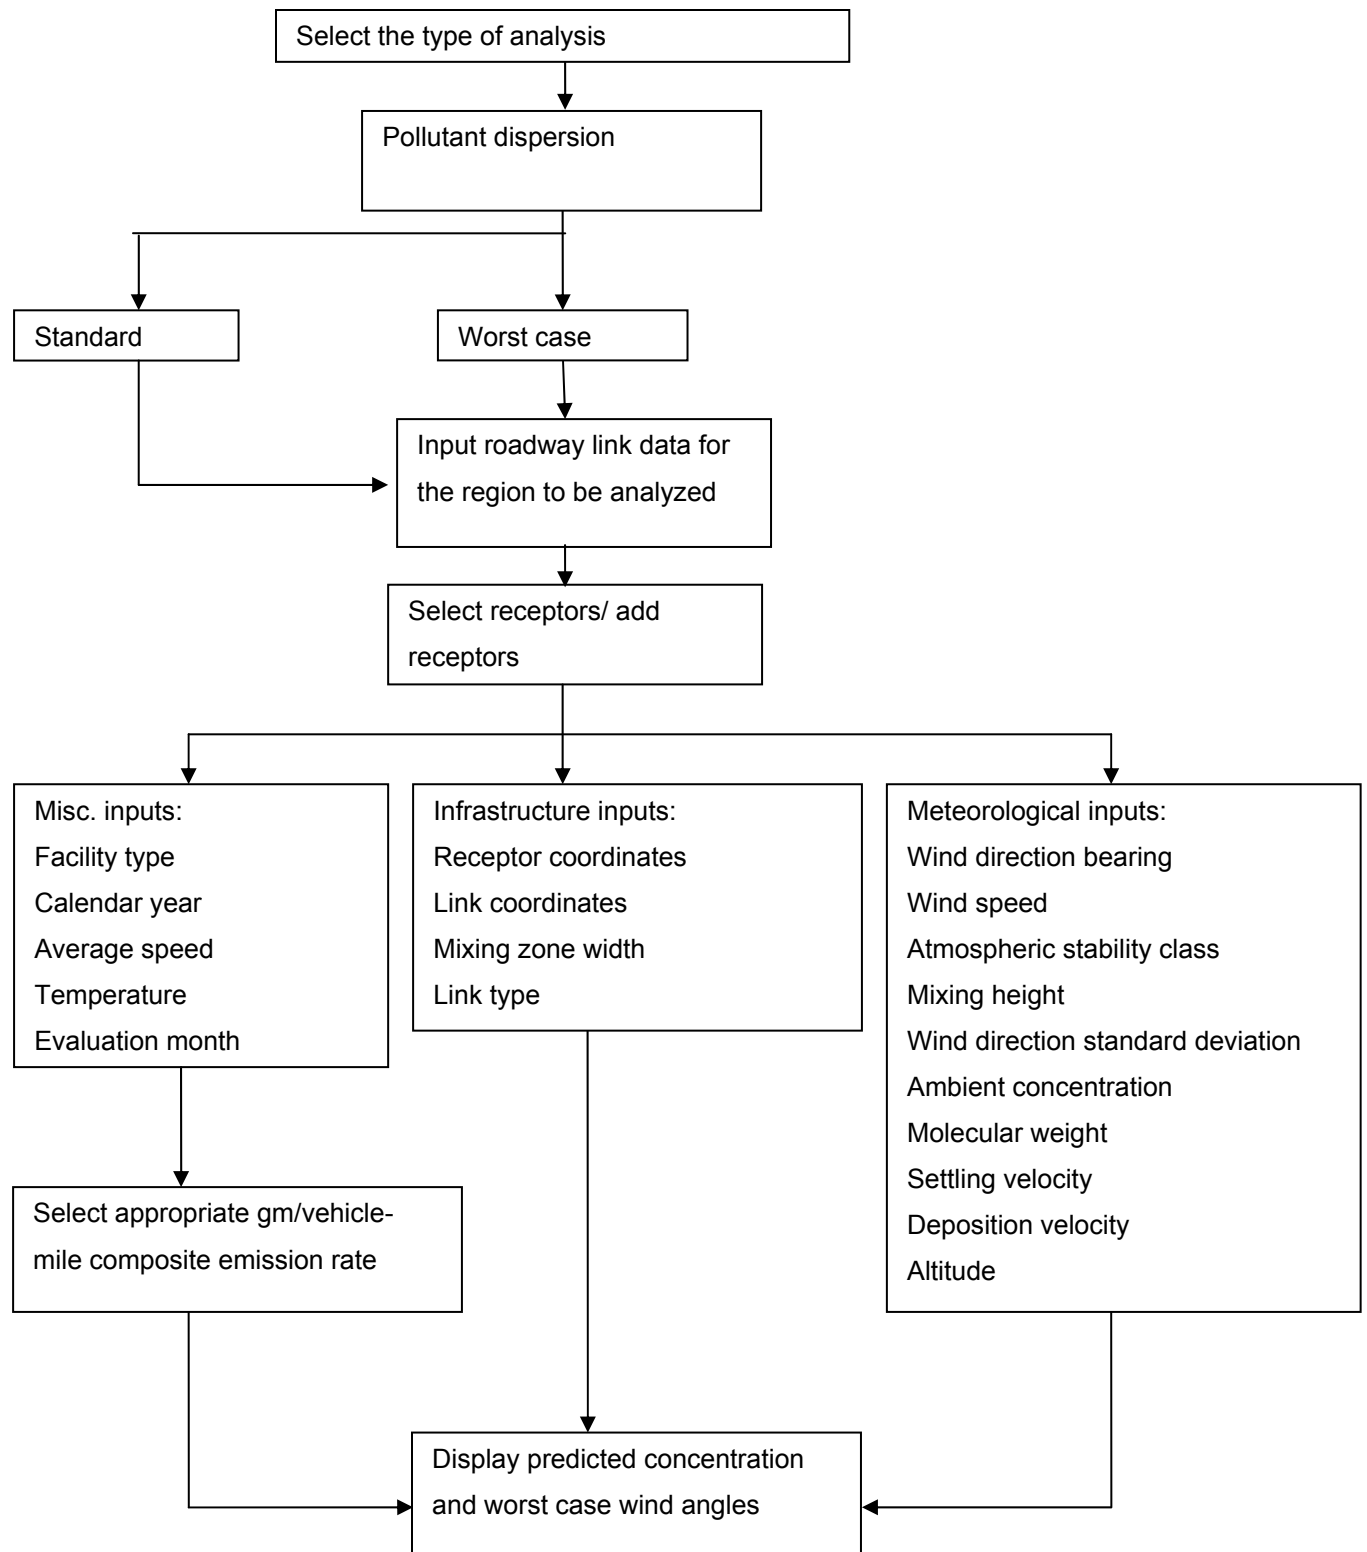 Select the type of analysis
Pollutant dispersion
Standard
Worst case
Input roadway link data for
the region to be analyzed
Select receptors/ add
receptors
Misc. inputs:
Facility type
Calendar year
Average speed
Temperature
Evaluation month
Infrastructure inputs:
Receptor coordinates
Link coordinates
Mixing zone width
Link type
Meteorological inputs:
Wind direction bearing
Wind speed
Atmospheric stability class
Mixing height
Wind direction standard deviation
Ambient concentration
Molecular weight
Settling velocity
Deposition velocity
Altitude
Select appropriate gm/vehicle-
mile composite emission rate
Display predicted concentration
and worst case wind angles